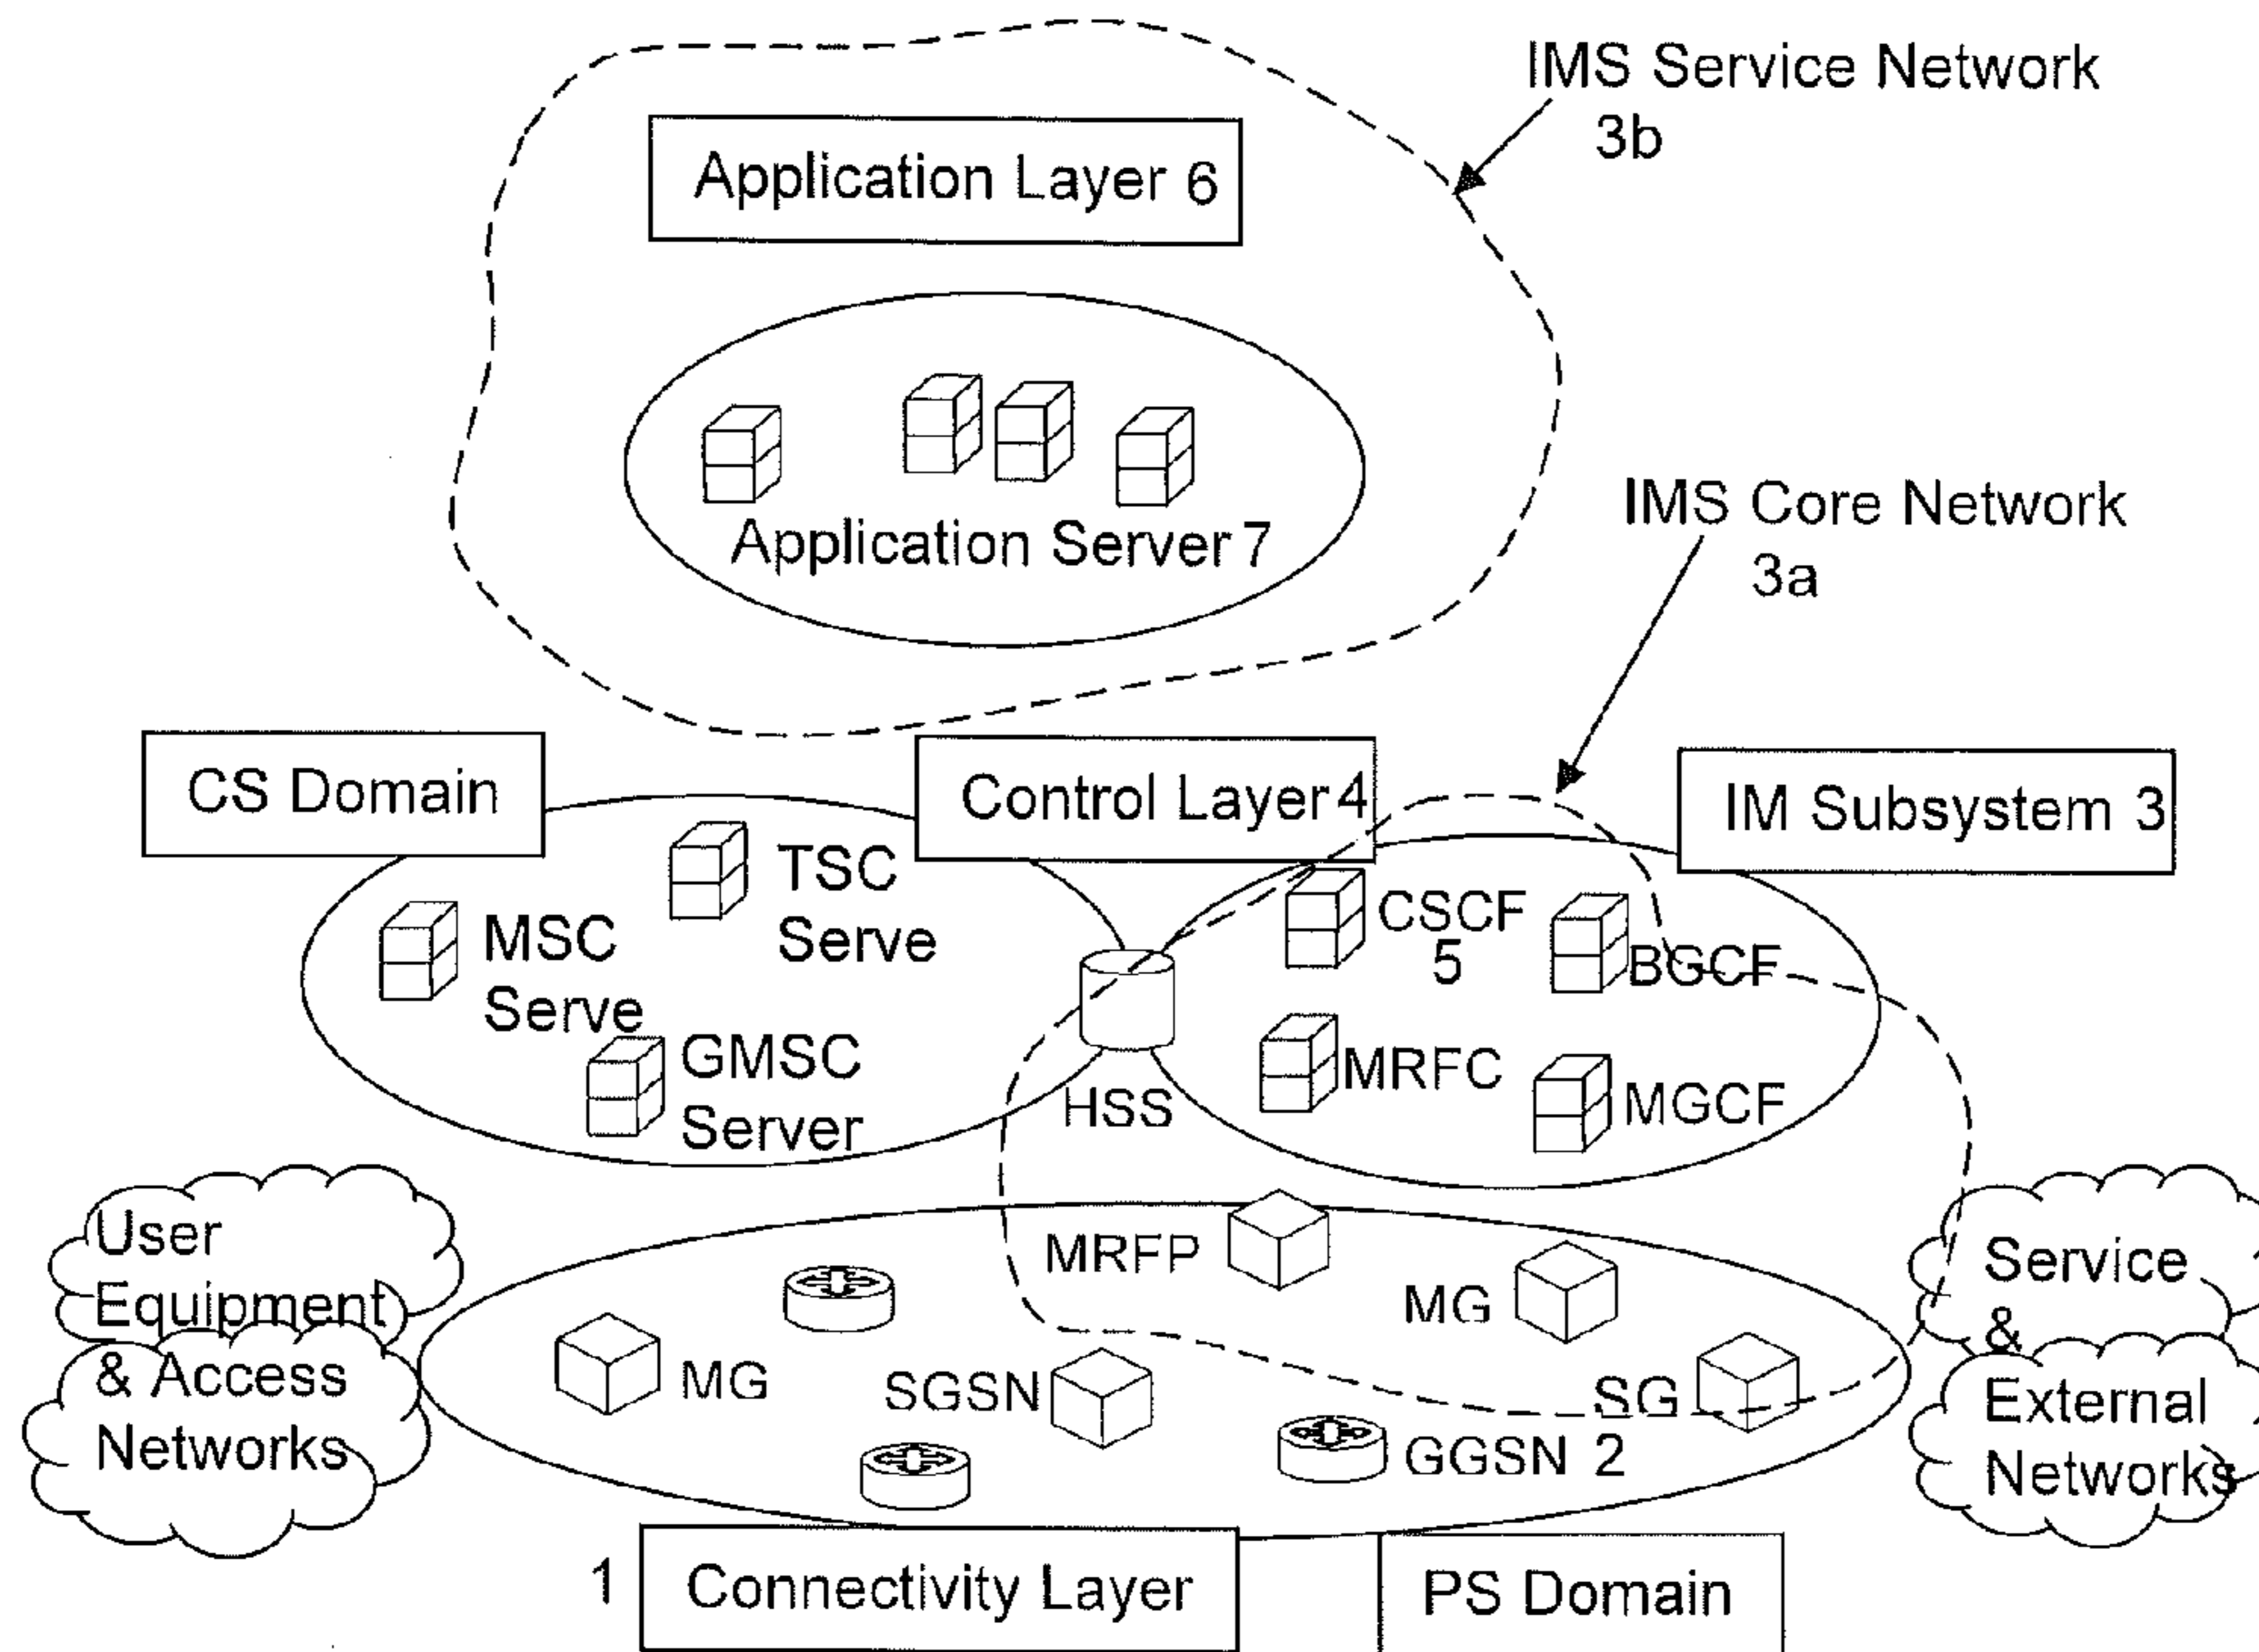 IMS Service Network
3b
Application Layer 6
Application Server 7
IMS Core Network
3a
CS Domain
Control Layer 4
IM Subsystem 3
TSC
Serve
MSC
Serve
GMSC
Server
HSS
CSCF
5
BGCF
MRFC
MGCF
User
Equipment
& Access
Networks
MRFP
MG
MG
SGSN
SG
GGSN 2
Service
&
External
Networks
1
Connectivity Layer
PS Domain